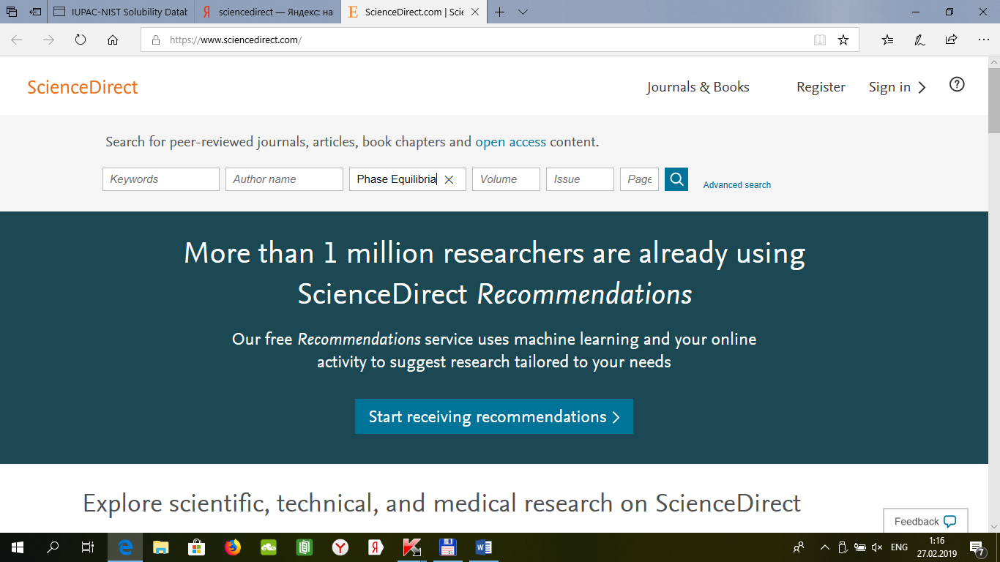 IUPAC-NIST Solubility Datab
sciencedirect — Яндекс: на
ScienceDirect.com | Scie
https://www.sciencedirect.com/
ScienceDirect
Journals & Books
Register
Sign in
Search for peer-reviewed journals, articles, book chapters and open access content.
Keywords
Author name
Phase Equilibria
Volume
Issue
Page
Advanced search
More than 1 million researchers are already using
ScienceDirect Recommendations
Our free Recommendations service uses machine learning and your online
activity to suggest research tailored to your needs
Start receiving recommendations
Explore scientific, technical, and medical research on ScienceDirect
Feedback
ENG
1:16
27.02.2019
7